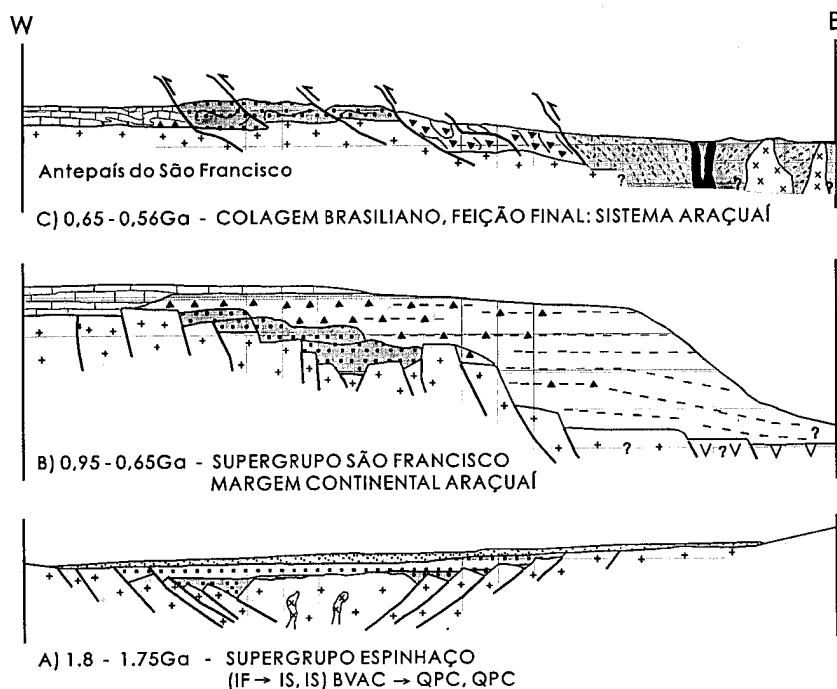 W
E
Antepaís do São Francisco
?
?
?
C) 0,65 - 0,56Ga - COLAGEM BRASILIANO, FEIÇÃO FINAL: SISTEMA ARAÇUAÍ
?
?
?
B) 0,95 - 0,65Ga - SUPERGRUPO SÃO FRANCISCO
MARGEM CONTINENTAL ARAÇUAÍ
A) 1.8 - 1.75Ga - SUPERGRUPO ESPINHAÇO
(IF → IS, IS) BVAC → QPC, QPC